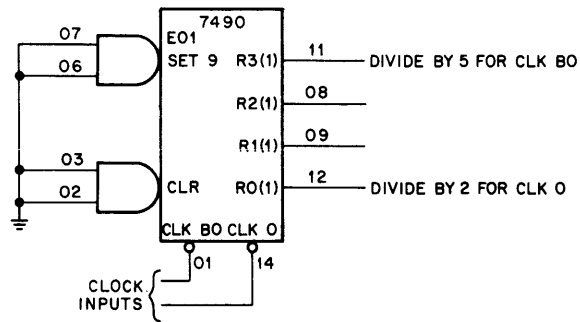 7490
07
E01
11
06
SET 9
R3(1)
DIVIDE BY 5 FOR CLK BO
08
R2(1)
09
R1(1)
03
12
02
CLR
R0(1)
DIVIDE BY 2 FOR CLK 0
CLK BO CLK 0
01
14
CLOCK
INPUTS